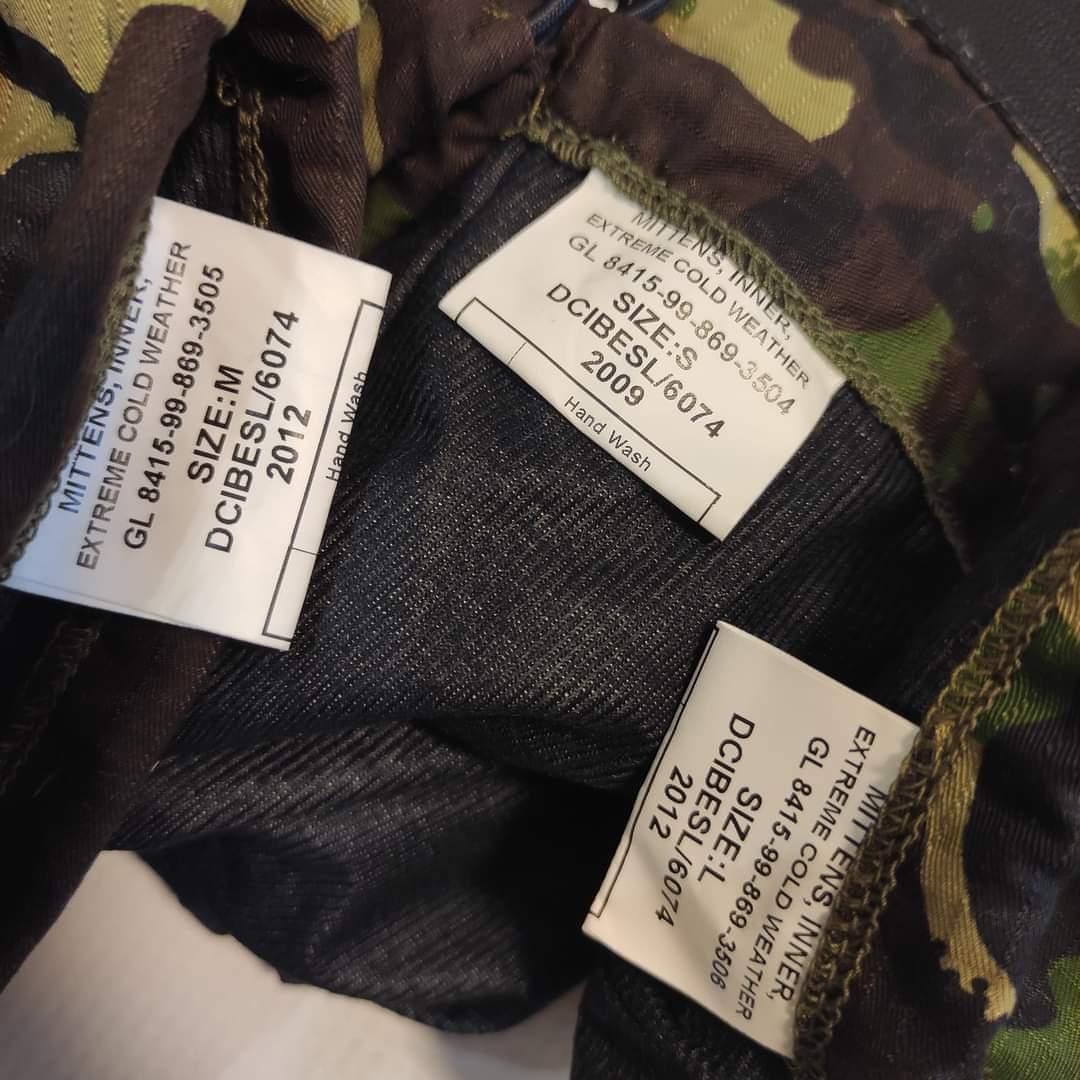 MITTENS, INNER,
EXTREME COLD WEATHER
GL 8415-99-869-3505
SIZE:M
DCIBESL/6074
2012
Hand Wash
MITTENS, INNER,
EXTREME COLD WEATHER
GL 8415-99-869-3504
SIZE:S
DCIBESL/6074
2009
Hand Wash
MITTENS, INNER,
EXTREME COLD WEATHER
GL 8415-99-869-3506
SIZE:L
DCIBESL/6074
2012